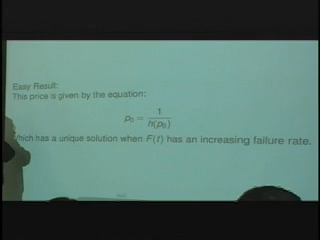 Easy Result:
This price is given by the equation:
p₀ = 1 / h(p₀)
Which has a unique solution when F(t) has an increasing failure rate.